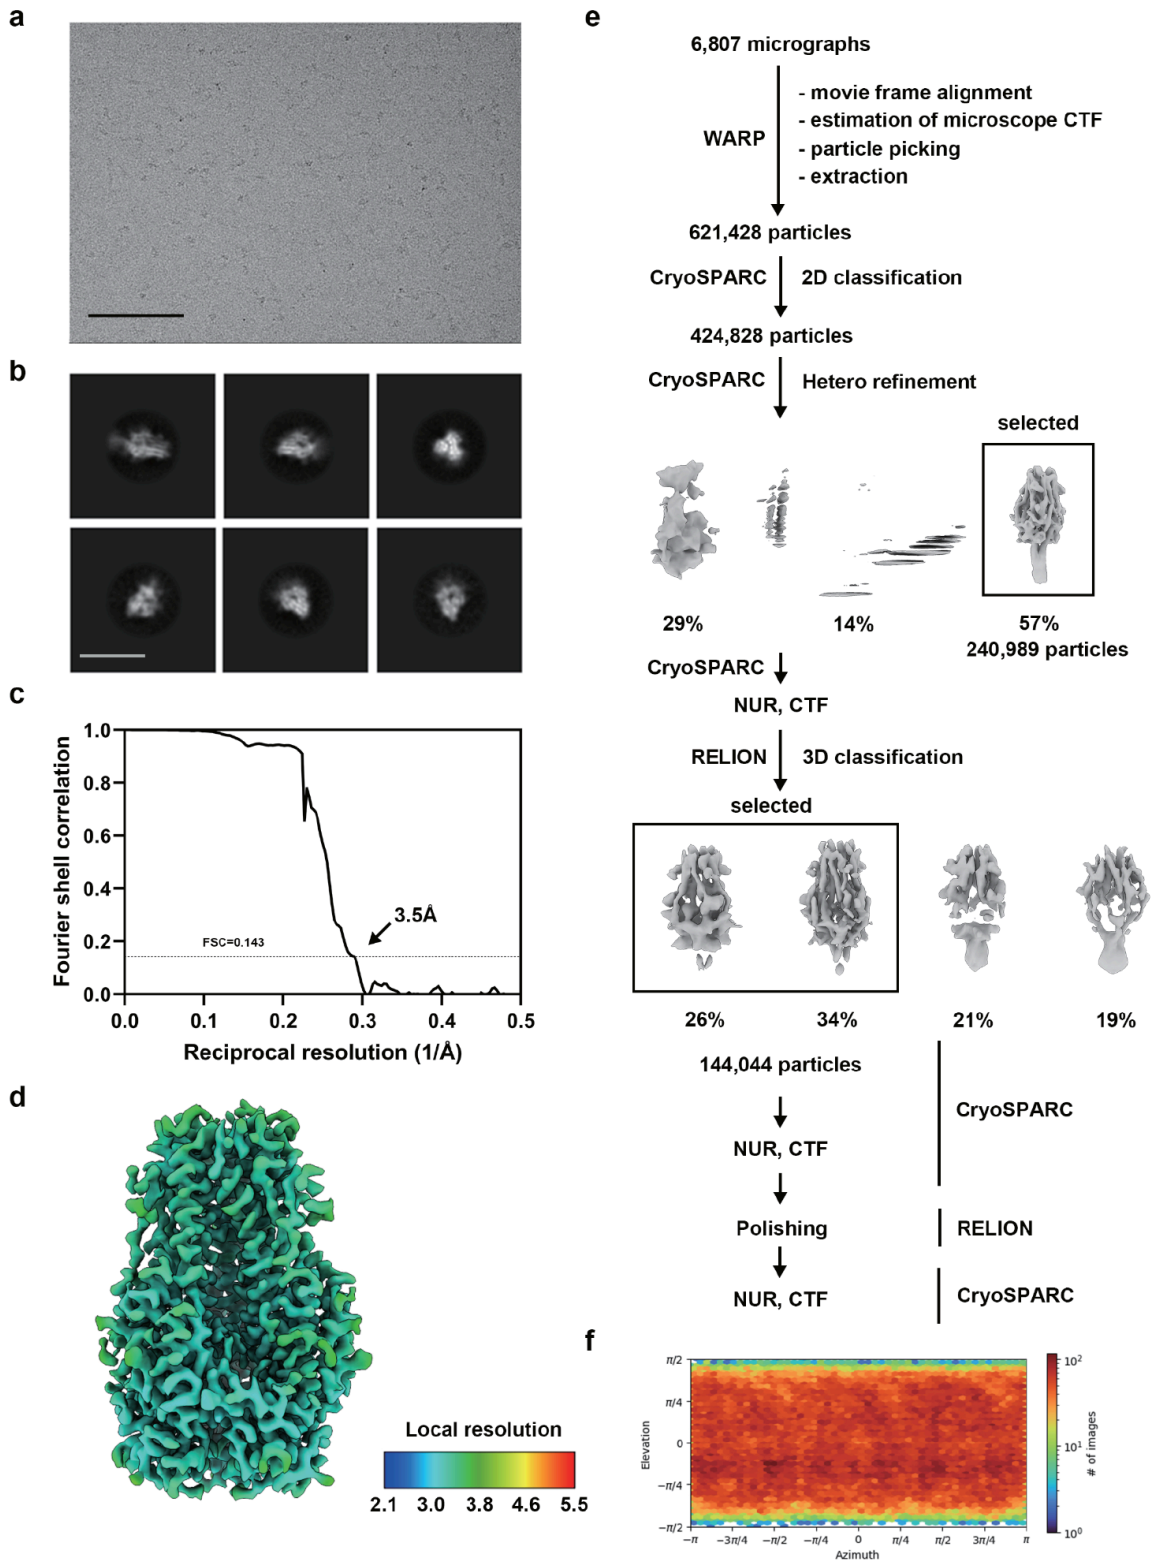 a
b
c
1.0
0.8
0.6
0.4
0.2
0.0
Fourier shell correlation
3.5Å
FSC=0.143
0.0 0.1 0.2 0.3 0.4 0.5
Reciprocal resolution (1/Å)
d
Local resolution
2.1 3.0 3.8 4.6 5.5
e
6,807 micrographs
WARP
- movie frame alignment
- estimation of microscope CTF
- particle picking
- extraction
621,428 particles
CryoSPARC 2D classification
424,828 particles
CryoSPARC Hetero refinement
selected
29% 14% 57%
240,989 particles
CryoSPARC
NUR, CTF
RELION 3D classification
selected
26% 34% 21% 19%
144,044 particles
CryoSPARC
NUR, CTF
Polishing RELION
NUR, CTF CryoSPARC
f
π/2
π/4
0
−π/4
−π/2
Elevation
−π −3π/4 −π/2 −π/4 0 π/4 π/2 3π/4 π
Azimuth
10²
10¹
10⁰
# of images